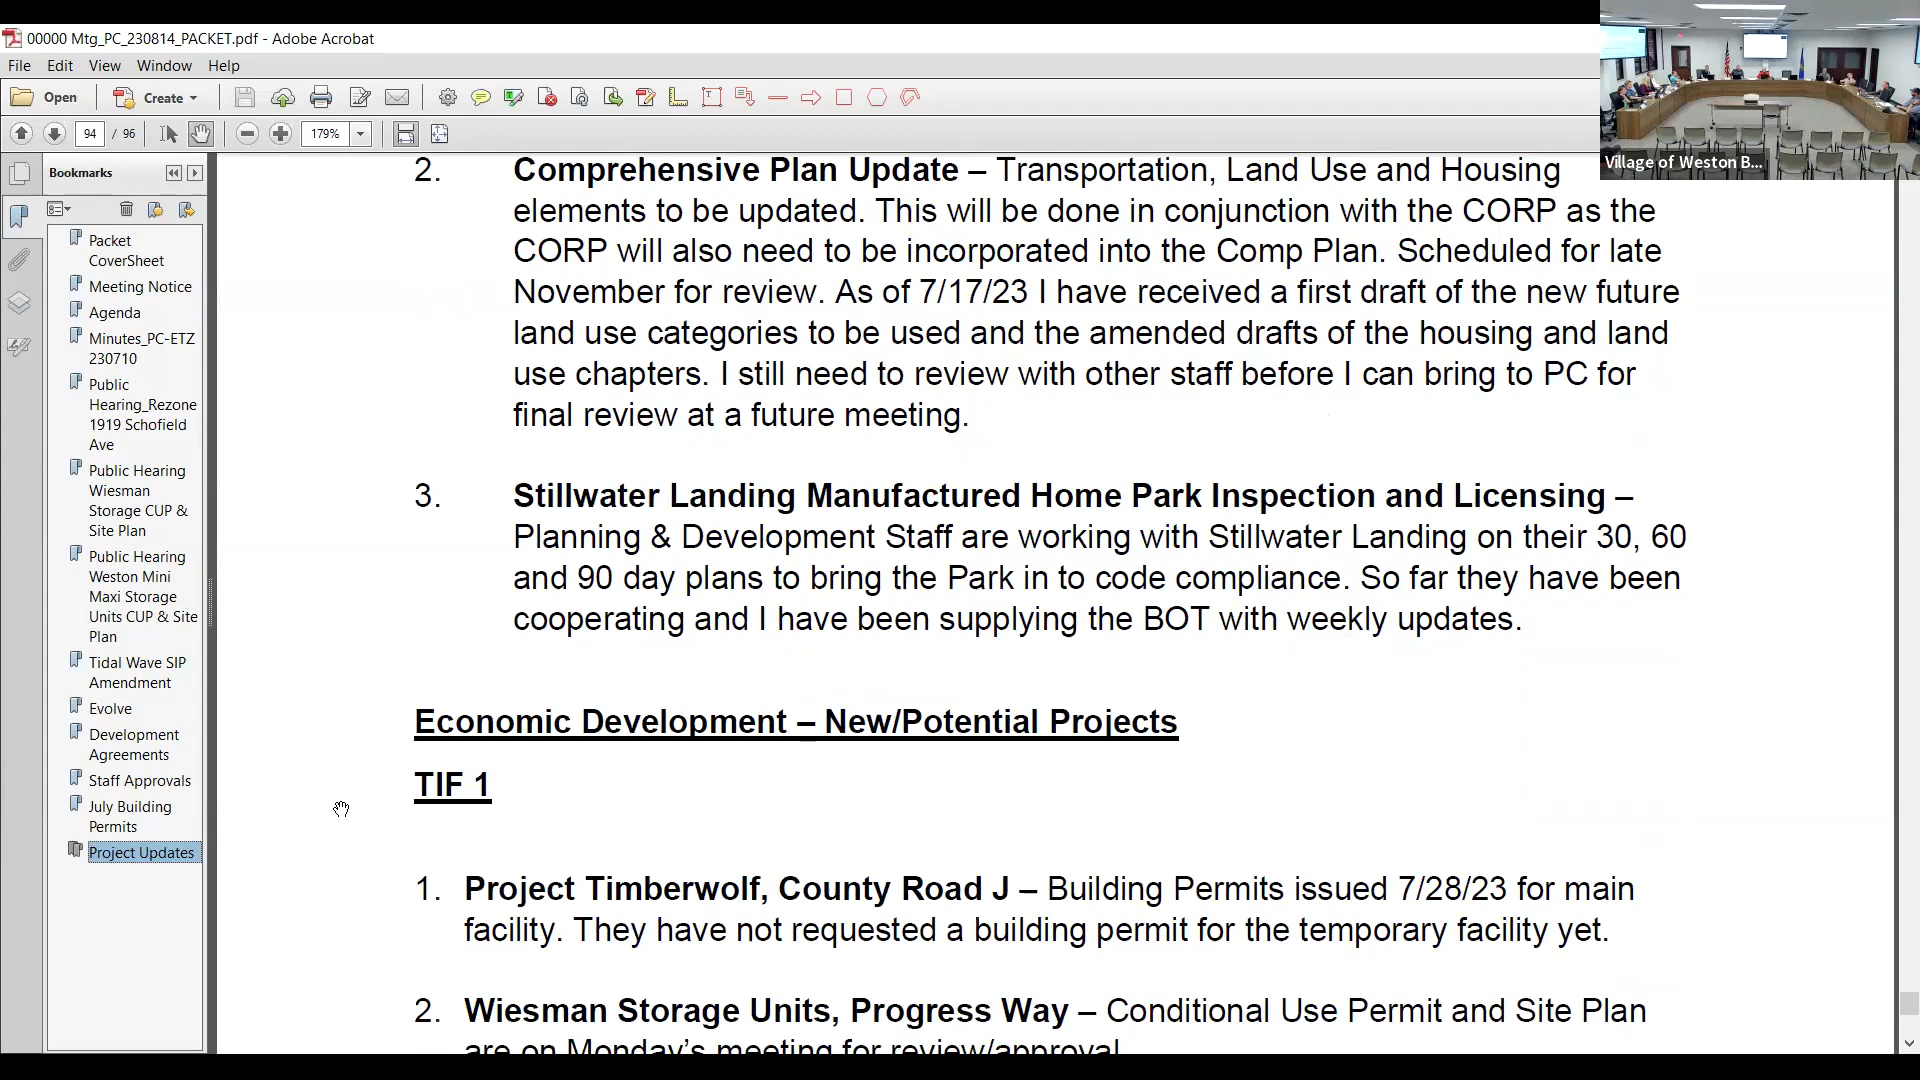 00000 Mtg_PC_230814_PACKET.pdf - Adobe Acrobat
File Edit View Window Help
Open Create
94 / 96 179%
Village of Weston B...
Bookmarks
Packet
CoverSheet
Meeting Notice
Agenda
Minutes_PC-ETZ
230710
Public
Hearing_Rezone
1919 Schofield
Ave
Public Hearing
Wiesman
Storage CUP &
Site Plan
Public Hearing
Weston Mini
Maxi Storage
Units CUP & Site
Plan
Tidal Wave SIP
Amendment
Evolve
Development
Agreements
Staff Approvals
July Building
Permits
Project Updates
2. Comprehensive Plan Update – Transportation, Land Use and Housing
elements to be updated. This will be done in conjunction with the CORP as the
CORP will also need to be incorporated into the Comp Plan. Scheduled for late
November for review. As of 7/17/23 I have received a first draft of the new future
land use categories to be used and the amended drafts of the housing and land
use chapters. I still need to review with other staff before I can bring to PC for
final review at a future meeting.
3. Stillwater Landing Manufactured Home Park Inspection and Licensing –
Planning & Development Staff are working with Stillwater Landing on their 30, 60
and 90 day plans to bring the Park in to code compliance. So far they have been
cooperating and I have been supplying the BOT with weekly updates.
Economic Development – New/Potential Projects
TIF 1
1. Project Timberwolf, County Road J – Building Permits issued 7/28/23 for main
facility. They have not requested a building permit for the temporary facility yet.
2. Wiesman Storage Units, Progress Way – Conditional Use Permit and Site Plan
are on Monday's meeting for review/approval